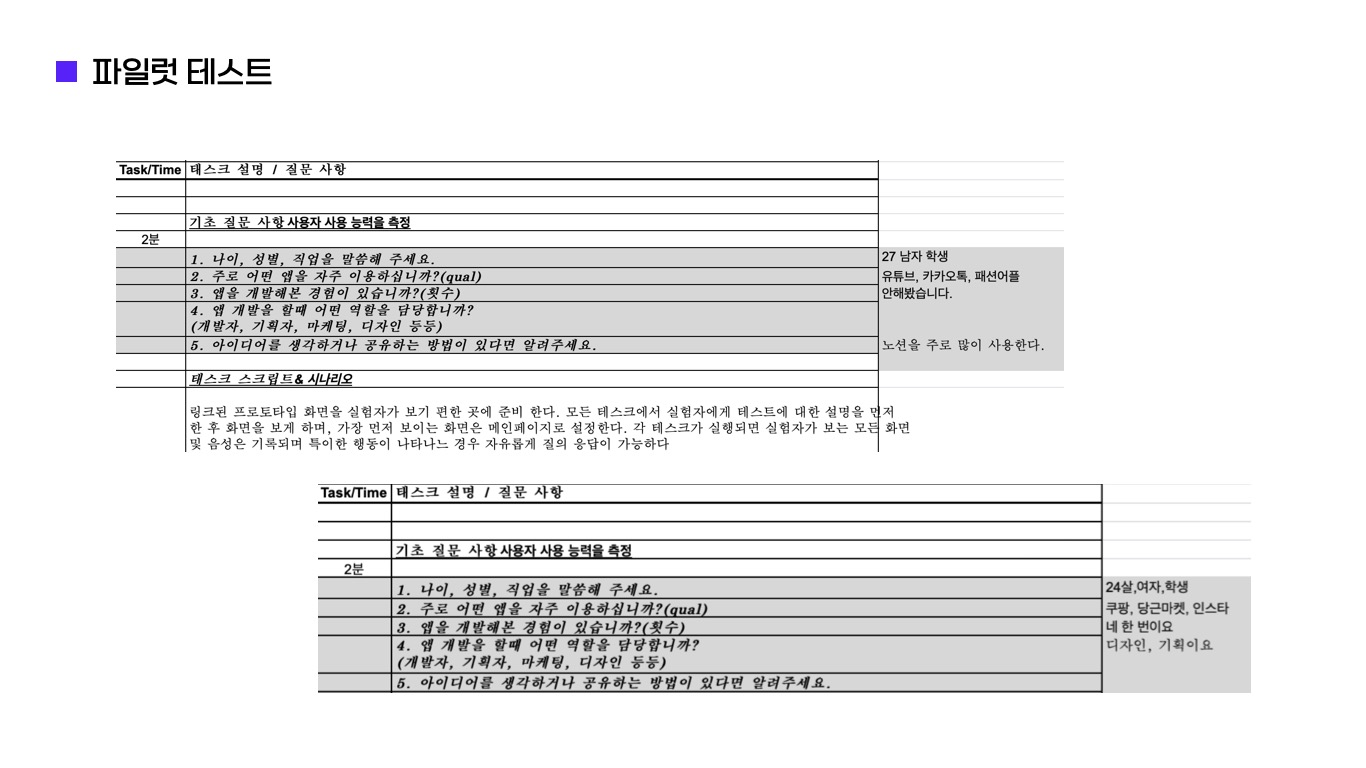 파일럿 테스트
Task/Time 태스크 설명 / 질문 사항
기초 질문 사항 사용자 사용 능력을 측정
2분
1. 나이, 성별, 직업을 말씀해 주세요. 27 남자 학생
2. 주로 어떤 앱을 자주 이용하십니까?(qual) 유튜브, 카카오톡, 패션어플
3. 앱을 개발해본 경험이 있습니까?(횟수) 안해봤습니다.
4. 앱 개발을 할때 어떤 역할을 담당합니까?
(개발자, 기획자, 마케팅, 디자인 등등)
5. 아이디어를 생각하거나 공유하는 방법이 있다면 알려주세요. 노션을 주로 많이 사용한다.
태스크 스크립트& 시나리오
링크된 프로토타입 화면을 실험자가 보기 편한 곳에 준비 한다. 모든 테스크에서 실험자에게 테스트에 대한 설명을 먼저
한 후 화면을 보게 하며, 가장 먼저 보이는 화면은 메인페이지로 설정한다. 각 테스크가 실행되면 실험자가 보는 모든 화면
및 음성은 기록되며 특이한 행동이 나타나느 경우 자유롭게 질의 응답이 가능하다
Task/Time 태스크 설명 / 질문 사항
기초 질문 사항 사용자 사용 능력을 측정
2분
1. 나이, 성별, 직업을 말씀해 주세요. 24살,여자,학생
2. 주로 어떤 앱을 자주 이용하십니까?(qual) 쿠팡, 당근마켓, 인스타
3. 앱을 개발해본 경험이 있습니까?(횟수) 네 한 번이요
4. 앱 개발을 할때 어떤 역할을 담당합니까? 디자인, 기획이요
(개발자, 기획자, 마케팅, 디자인 등등)
5. 아이디어를 생각하거나 공유하는 방법이 있다면 알려주세요.